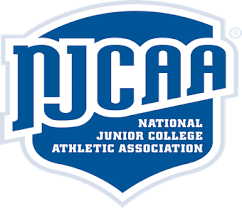 NJCAA®
NATIONAL
JUNIOR COLLEGE
ATHLETIC ASSOCIATION